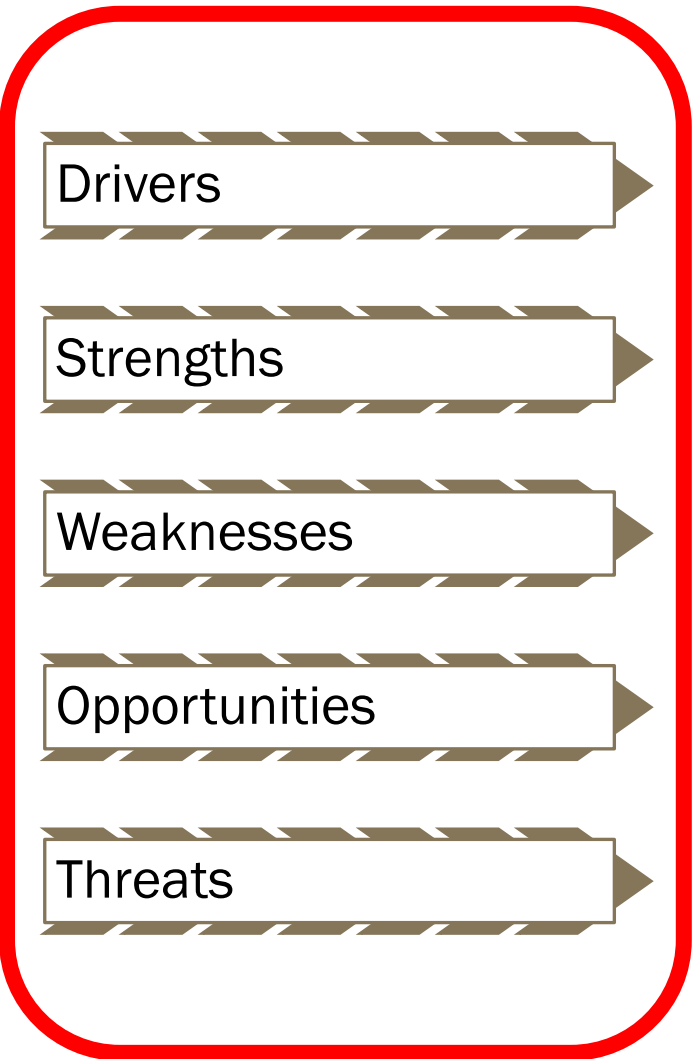 Drivers
Strengths
Weaknesses
Opportunities
Threats